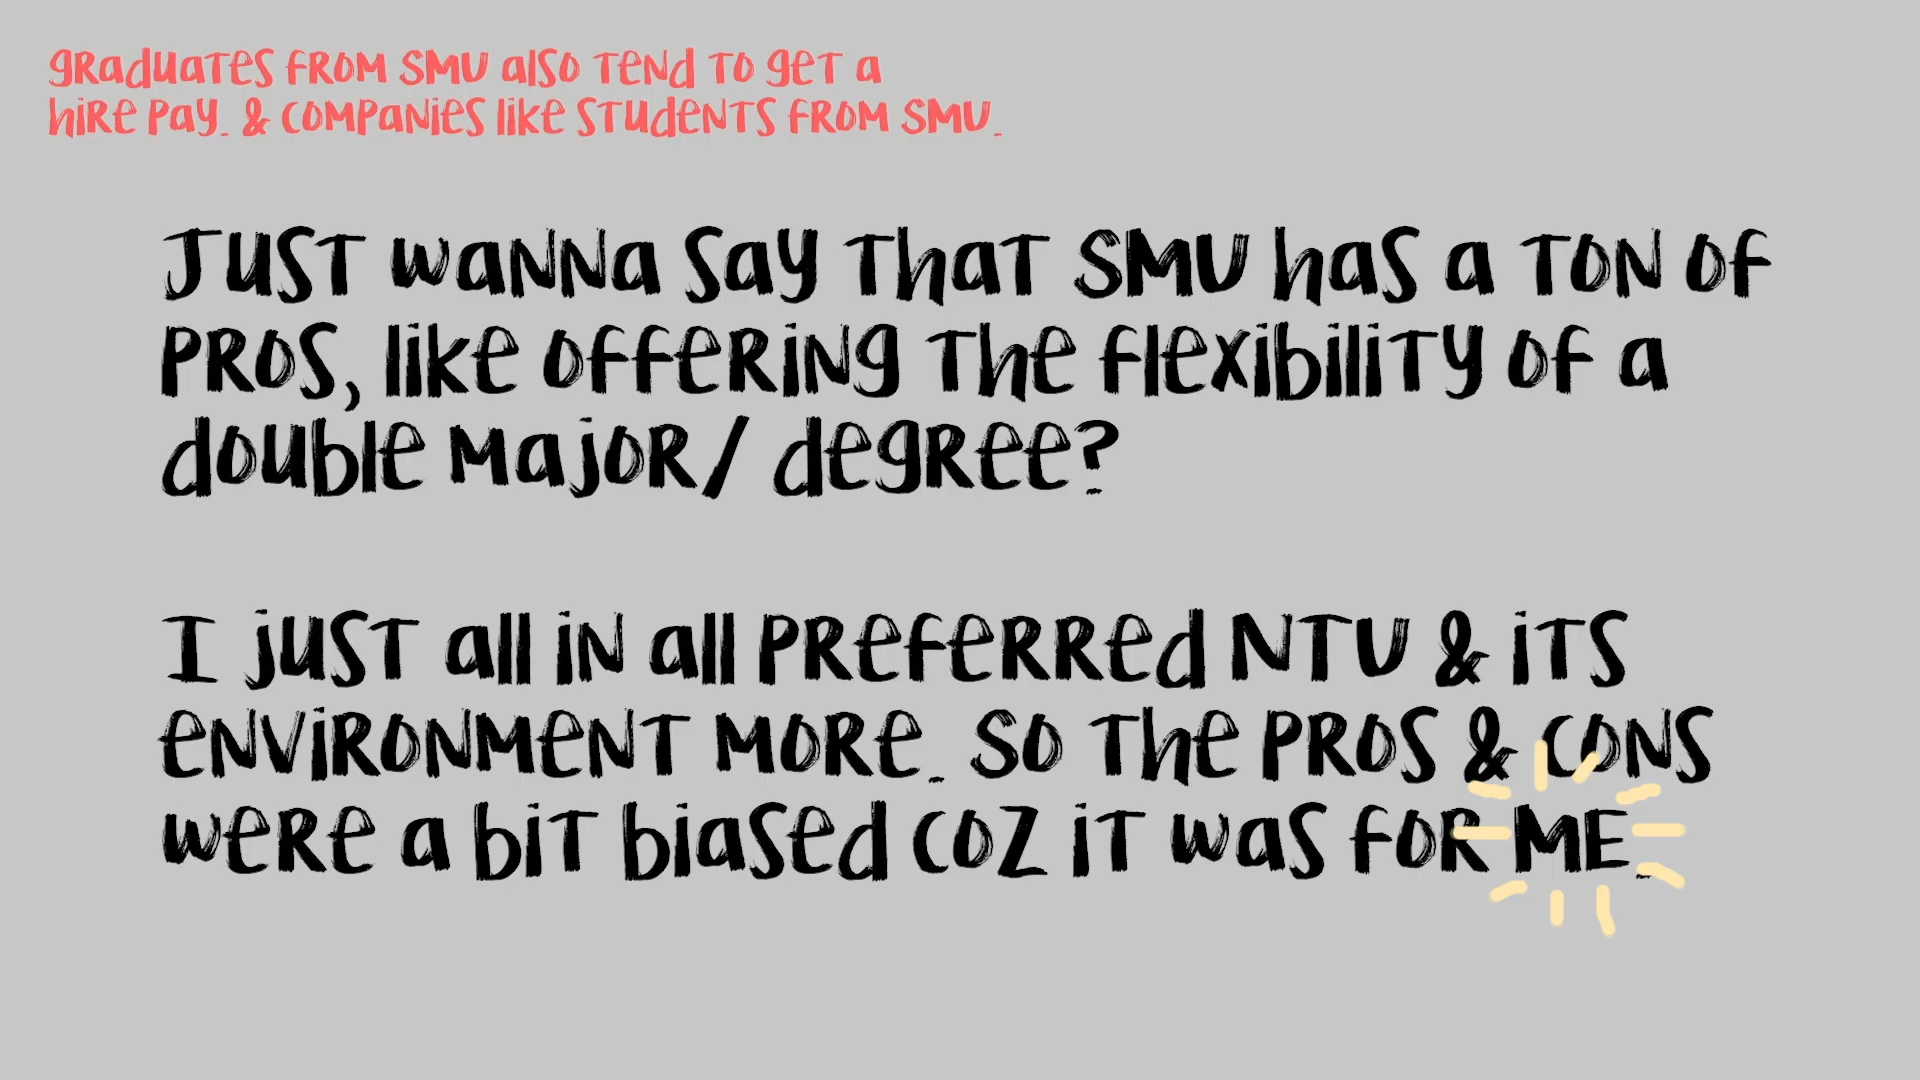 graduates from SMU also tend to get a
hire pay. & companies like students from SMU.
Just wanna say that SMU has a ton of
pros, like offering the flexibility of a
double major/ degree?
I just all in all preferred NTU & its
environment more. So the pros & cons
were a bit biased coz it was for ME.